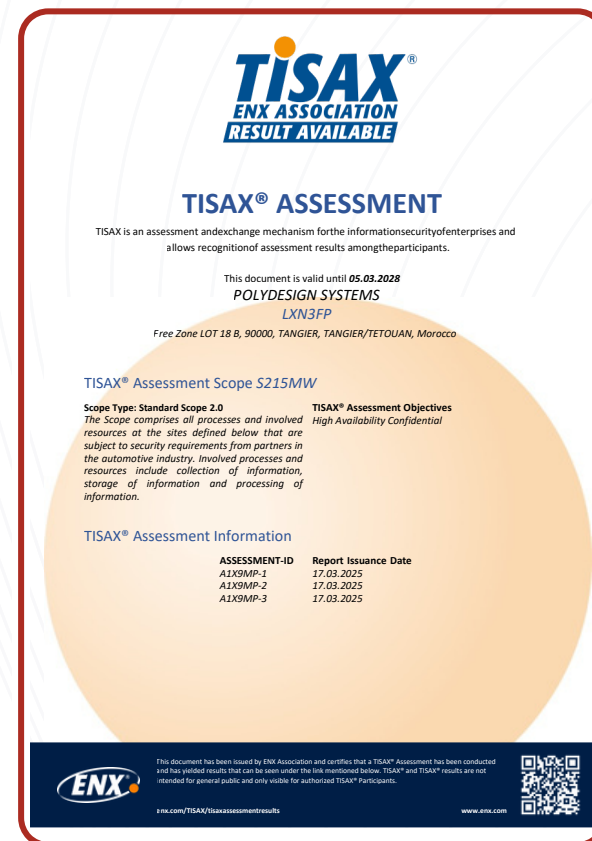 TiSAX®
ENX ASSOCIATION
RESULT AVAILABLE
TISAX® ASSESSMENT
TISAX is an assessment andexchange mechanism forthe informationsecurityofenterprises and
allows recognitionof assessment results amongtheparticipants.
This document is valid until 05.03.2028
POLYDESIGN SYSTEMS
LXN3FP
Free Zone LOT 18 B, 90000, TANGIER, TANGIER/TETOUAN, Morocco
TISAX® Assessment Scope S215MW
Scope Type: Standard Scope 2.0
The Scope comprises all processes and involved
resources at the sites defined below that are
subject to security requirements from partners in
the automotive industry. Involved processes and
resources include collection of information,
storage of information and processing of
information.
TISAX® Assessment Objectives
High Availability Confidential
TISAX® Assessment Information
ASSESSMENT-ID Report Issuance Date
A1X9MP-1 17.03.2025
A1X9MP-2 17.03.2025
A1X9MP-3 17.03.2025
ENX
This document has been issued by ENX Association and certifies that a TISAX® Assessment has been conducted
and has yielded results that can be seen under the link mentioned below. TISAX® and TISAX® results are not
intended for general public and only visible for authorized TISAX® Participants.
enx.com/TISAX/tisaxassessmentresults
www.enx.com